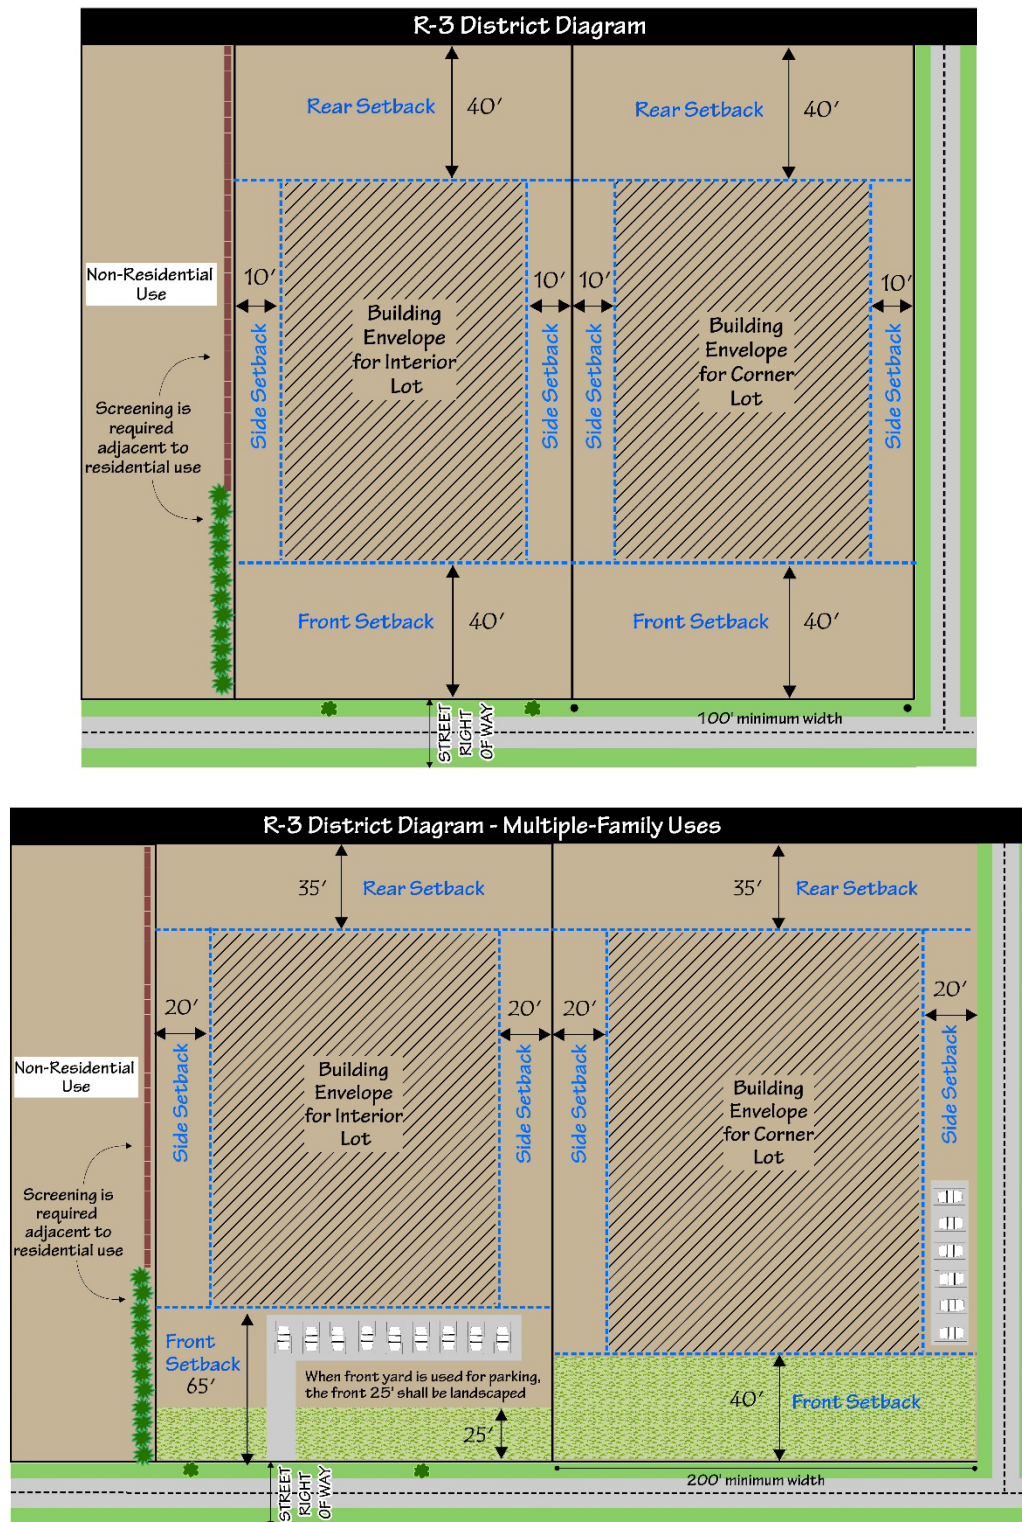 R-3 District Diagram
Rear Setback
40'
Rear Setback
40'
Non-Residential
Use
10'
10'
10'
10'
Side Setback
Building
Envelope
for Interior
Lot
Side Setback
Side Setback
Building
Envelope
for Corner
Lot
Side Setback
Screening is
required
adjacent to
residential use
Front Setback
40'
Front Setback
40'
STREET
RIGHT
OF WAY
100' minimum width
R-3 District Diagram - Multiple-Family Uses
35'
Rear Setback
35'
Rear Setback
20'
20'
20'
20'
Non-Residential
Use
Side Setback
Building
Envelope
for Interior
Lot
Side Setback
Side Setback
Building
Envelope
for Corner
Lot
Side Setback
Screening is
required
adjacent to
residential use
Front
Setback
65'
When front yard is used for parking,
the front 25' shall be landscaped
25'
40'
Front Setback
STREET
RIGHT
OF WAY
200' minimum width